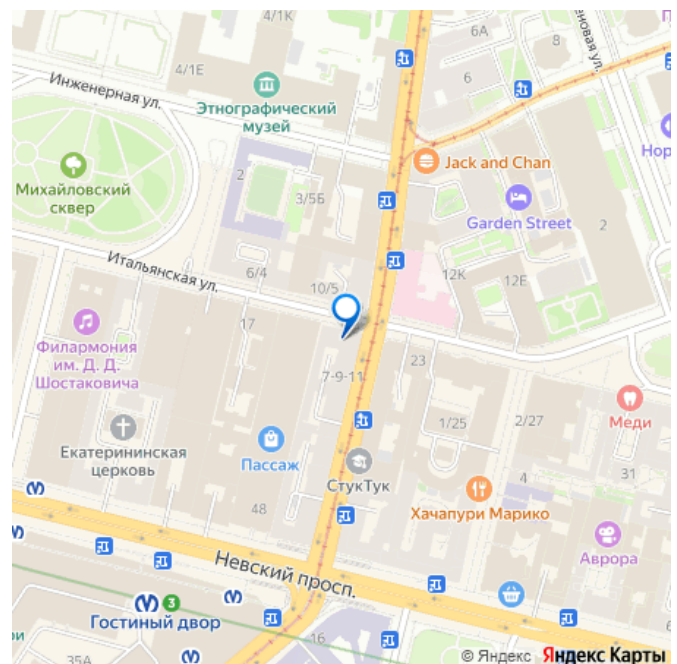 4/1К
6А
8
4/1Е
6
Инженерная ул.
Этнографический
музей
Jack and Chan
Михайловский
сквер
2
3/5Б
Garden Street
2
Итальянская ул.
6/4
10/5
12К
12Е
17
Филармония
им. Д. Д.
Шостаковича
7-9-11
23
Меди
1/25
2/27
Екатерининская
церковь
Пассаж
СтукТук
31
4
Хачапури Марико
48
Аврора
Невский просп.
3
Гостиный двор
16
35А
© Яндекс Яндекс Карты